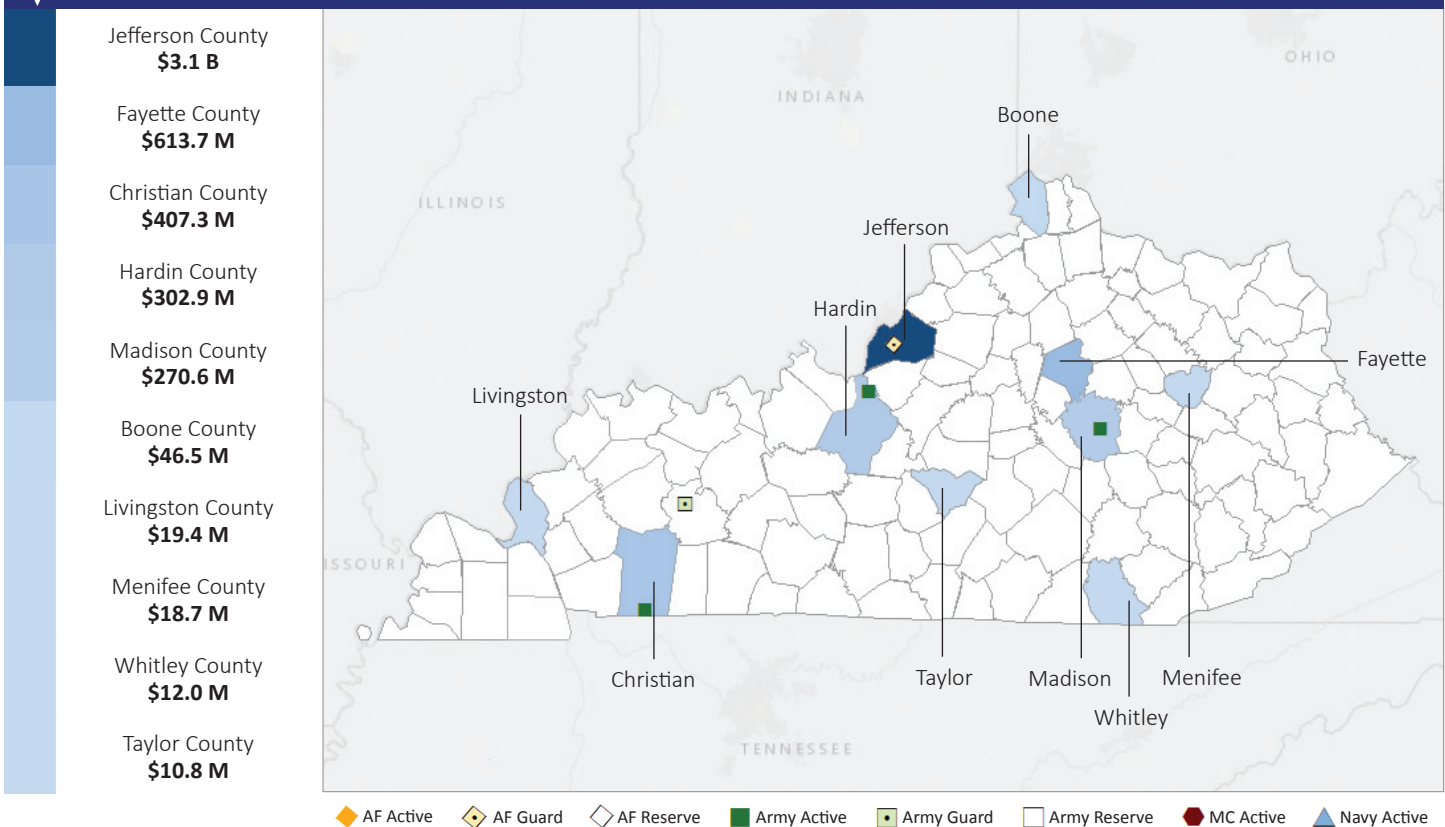 Jefferson County
$3.1 B
Fayette County
$613.7 M
Christian County
$407.3 M
Hardin County
$302.9 M
Madison County
$270.6 M
Boone County
$46.5 M
Livingston County
$19.4 M
Menifee County
$18.7 M
Whitley County
$12.0 M
Taylor County
$10.8 M
OHIO
INDIANA
Boone
ILLINOIS
Jefferson
Hardin
Fayette
Livingston
ISSOURI
Christian
Taylor
Madison
Menifee
Whitley
TENNESSEE
AF Active
AF Guard
AF Reserve
Army Active
Army Guard
Army Reserve
MC Active
Navy Active